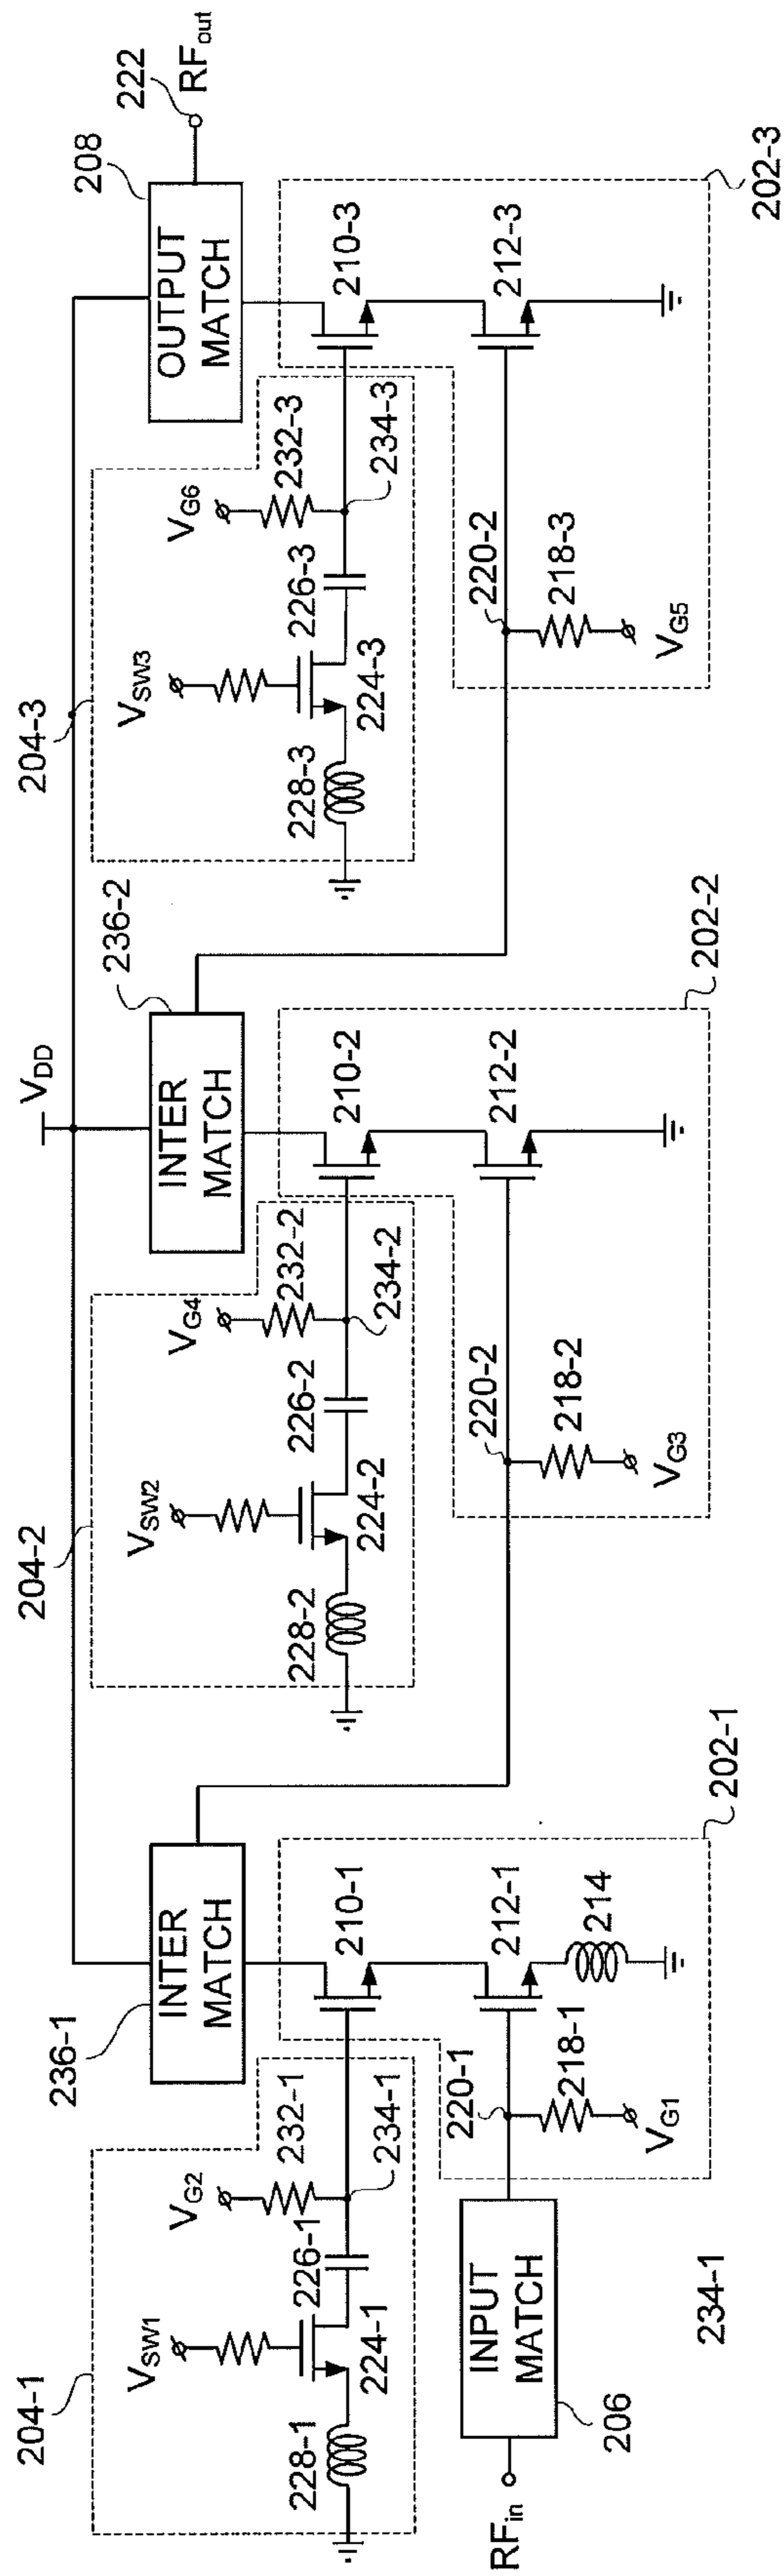 204-1
V_SW1
V_G2
232-1
226-1
228-1
224-1
234-1
236-1
INTER
MATCH
210-1
212-1
214
202-1
220-1
218-1
V_G1
INPUT
MATCH
206
RF_in
234-1
204-2
V_SW2
V_G4
232-2
226-2
228-2
224-2
234-2
V_DD
236-2
INTER
MATCH
210-2
212-2
202-2
220-2
218-2
V_G3
204-3
V_SW3
V_G6
232-3
226-3
228-3
224-3
234-3
208
OUTPUT
MATCH
222
RF_out
210-3
212-3
202-3
220-2
218-3
V_G5